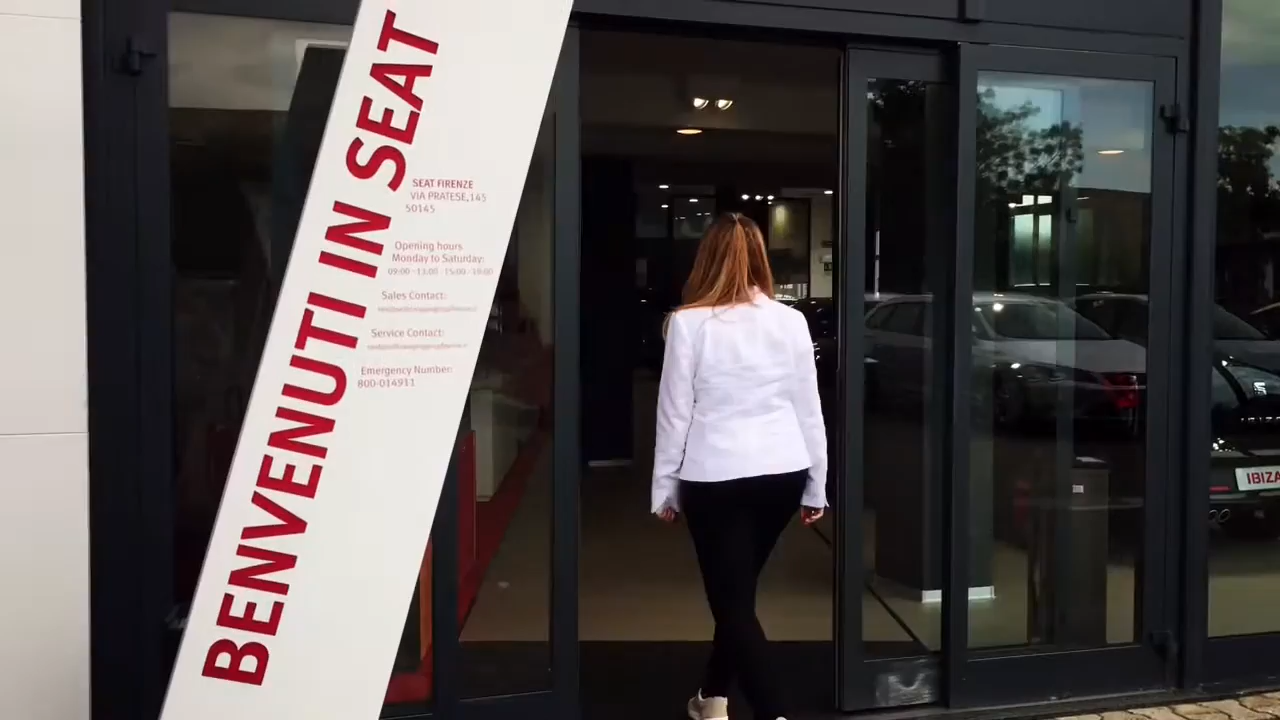 BENVENUTI IN SEAT
SEAT FIRENZE
VIA PRATESE,145
50145
Opening hours
Monday to Saturday:
09:00 - 13:00 - 15:00 - 19:00
Sales Contact:
Service Contact:
Emergency Number:
800-014911
IBIZA